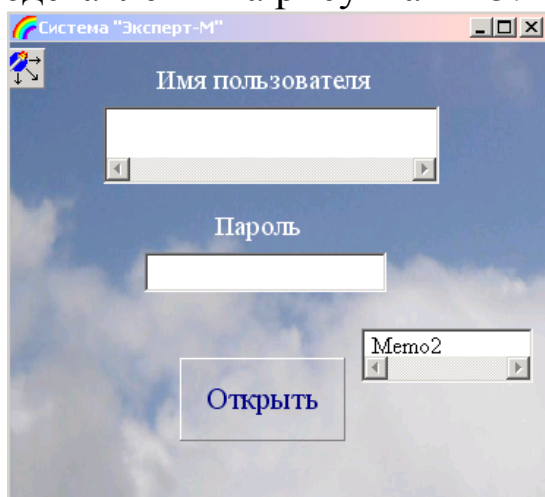 Система "Эксперт-М"
Имя пользователя
Пароль
Memo2
Открыть